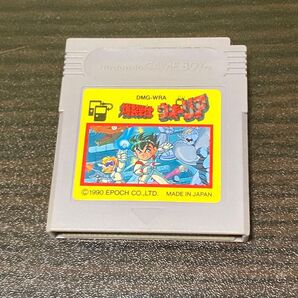 Nintendo GAME BOY
DMG-WRA
爆裂戦士 ウォーリア
©1990 EPOCH CO., LTD. MADE IN JAPAN